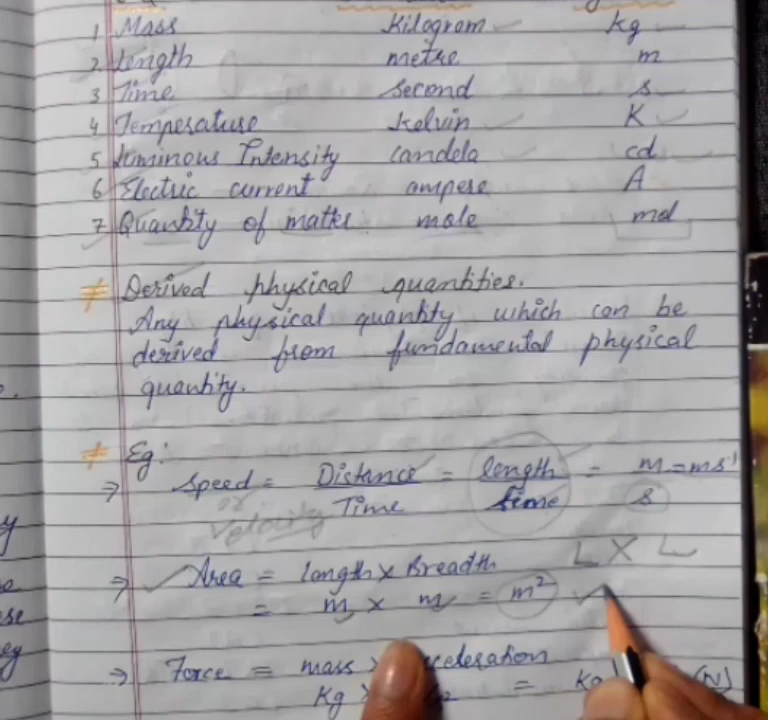 1 Mass Kilogram kg
2. Length metre m
3 Time second s
4 Temperature Kelvin K
5 Luminous Intensity candela cd
6 Electric current ampere A
7 Quantity of matter mole mol
≠ Derived physical quantities.
Any physical quantity which can be
derived from fundamental physical
quantity.
≠ Eg:
⇒ Speed = Distance / Time = length / time = m / s = ms⁻¹
or
Velocity
L × L
⇒ Area = length × Breadth
= m × m = m²
⇒ Force = mass × acceleration
Kg = (N)